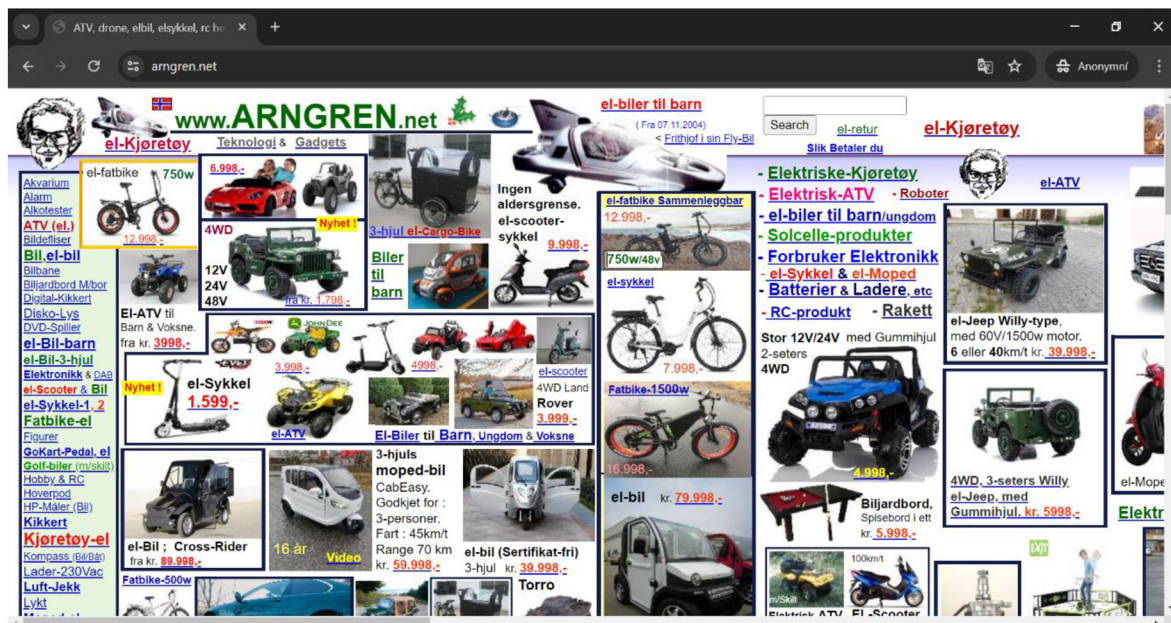 ATV, drone, elbil, elsykkel, rc he
arngren.net
Anonymní
www.ARNGREN.net
el-Kjøretøy
Teknologi & Gadgets
el-biler til barn
( Fra 07.11.2004)
< Frithjof i sin Fly-Bil
Search
el-retur
Slik Betaler du
el-Kjøretøy
Akvarium
Alarm
Alkotester
ATV (el.)
Bildefliser
Bil,el-bil
Bilbane
Biljardbord M/bor
Digital-Kikkert
Disko-Lys
DVD-Spiller
el-Bil-barn
el-Bil-3-hjul
Elektronikk & DAB
el-Scooter & Bil
el-Sykkel-1, 2
Fatbike-el
Figurer
GoKart-Pedal, el
Golf-biler (m/skilt)
Hobby & RC
Hoverpod
HP-Måler (Bil)
Kikkert
Kjøretøy-el
Kompass (Bil/Båt)
Lader-230Vac
Luft-Jekk
Lykt
el-fatbike 750w
12.998,-
6.998,-
Nyhet !
4WD
12V
24V
48V
fra kr. 1.798,-
3-hjul el-Cargo-Bike
Biler
til
barn
Ingen
aldersgrense.
el-scooter-
sykkel
9.998,-
El-ATV til
Barn & Voksne.
fra kr. 3998,-
JOHN DEE
3.998,-
4998,-
Nyhet !
el-Sykkel
1.599,-
el-ATV
El-Biler til Barn, Ungdom & Voksne
el-scooter
4WD Land
Rover
3.999,-
el-Bil ; Cross-Rider
fra kr. 89.998,-
16 år
Video
3-hjuls
moped-bil
CabEasy.
Godkjet for :
3-personer.
Fart : 45km/t
Range 70 km
kr. 59.998,-
el-bil (Sertifikat-fri)
3-hjul kr. 39.998,-
Fatbike-500w
Torro
el-fatbike Sammenleggbar
12.998,-
750w/48v
el-sykkel
7.998,-
Fatbike-1500w
16.998,-
el-bil kr. 79.998,-
- Elektriske-Kjøretøy
- Elektrisk-ATV - Roboter
- el-biler til barn/ungdom
- Solcelle-produkter
- Forbruker Elektronikk
- el-Sykkel & el-Moped
- Batterier & Ladere, etc
- RC-produkt - Rakett
Stor 12V/24V med Gummihjul
2-seters
4WD
4.998,-
Biljardbord,
Spisebord i ett
kr. 5.998,-
100km/t
m/Skilt
Elektrisk ATV EL-Scooter
el-ATV
el-Jeep Willy-type,
med 60V/1500w motor.
6 eller 40km/t kr. 39.998,-
4WD, 3-seters Willy
el-Jeep, med
Gummihjul. kr. 5998,-
el-Mope
Elektr
EXIT